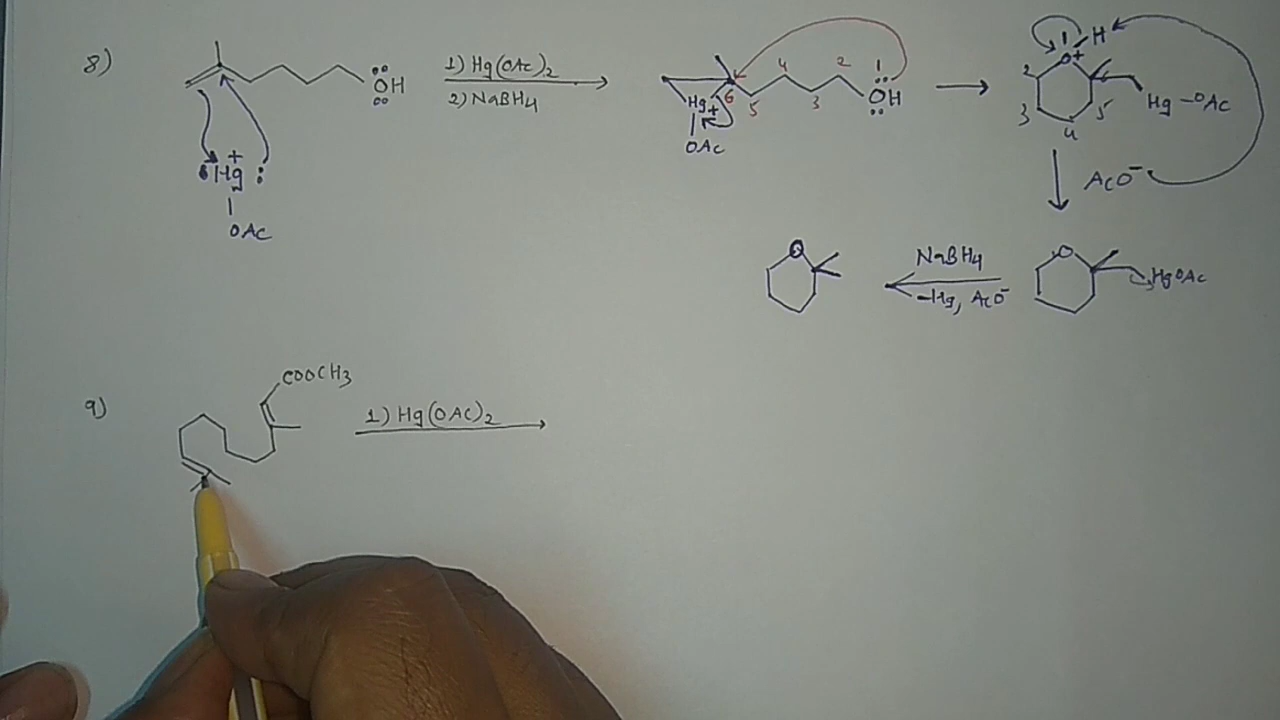 8)
OH
1) Hg(OAc)2
2) NaBH4
+
Hg
OAc
1
2
3
4
5
6
OH
Hg+
OAc
1
H
O+
2
3
4
5
Hg-OAc
AcO-
O
NaBH4
-Hg, AcO-
O
HgOAc
9)
COOCH3
1) Hg(OAC)2